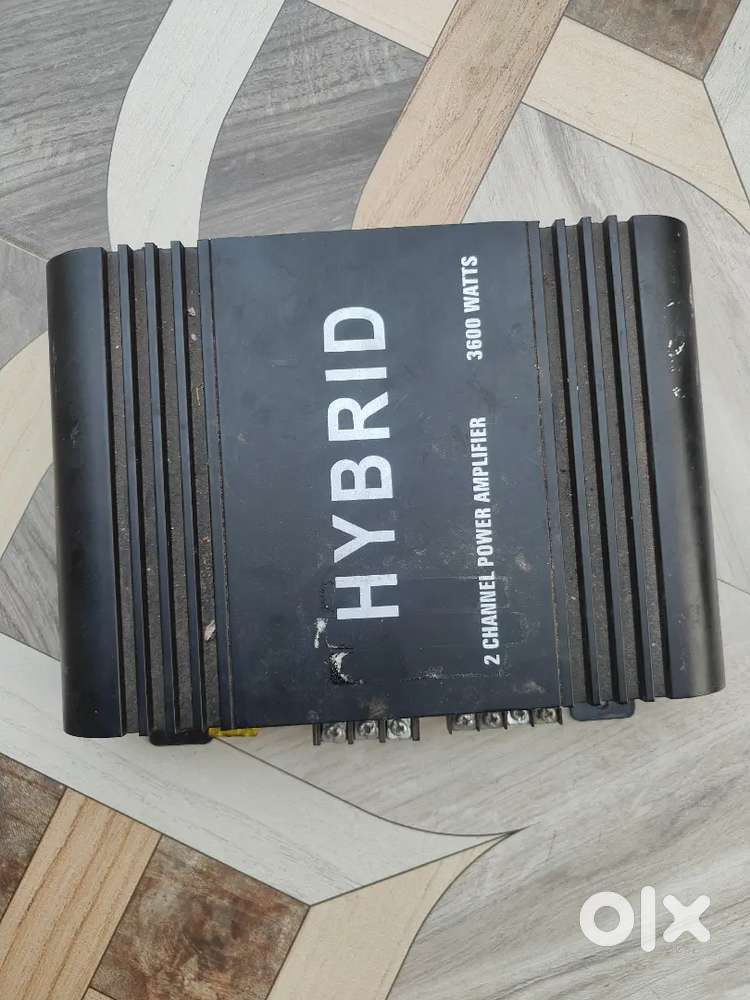 HYBRID
2 CHANNEL POWER AMPLIFIER 3600 WATTS
olx